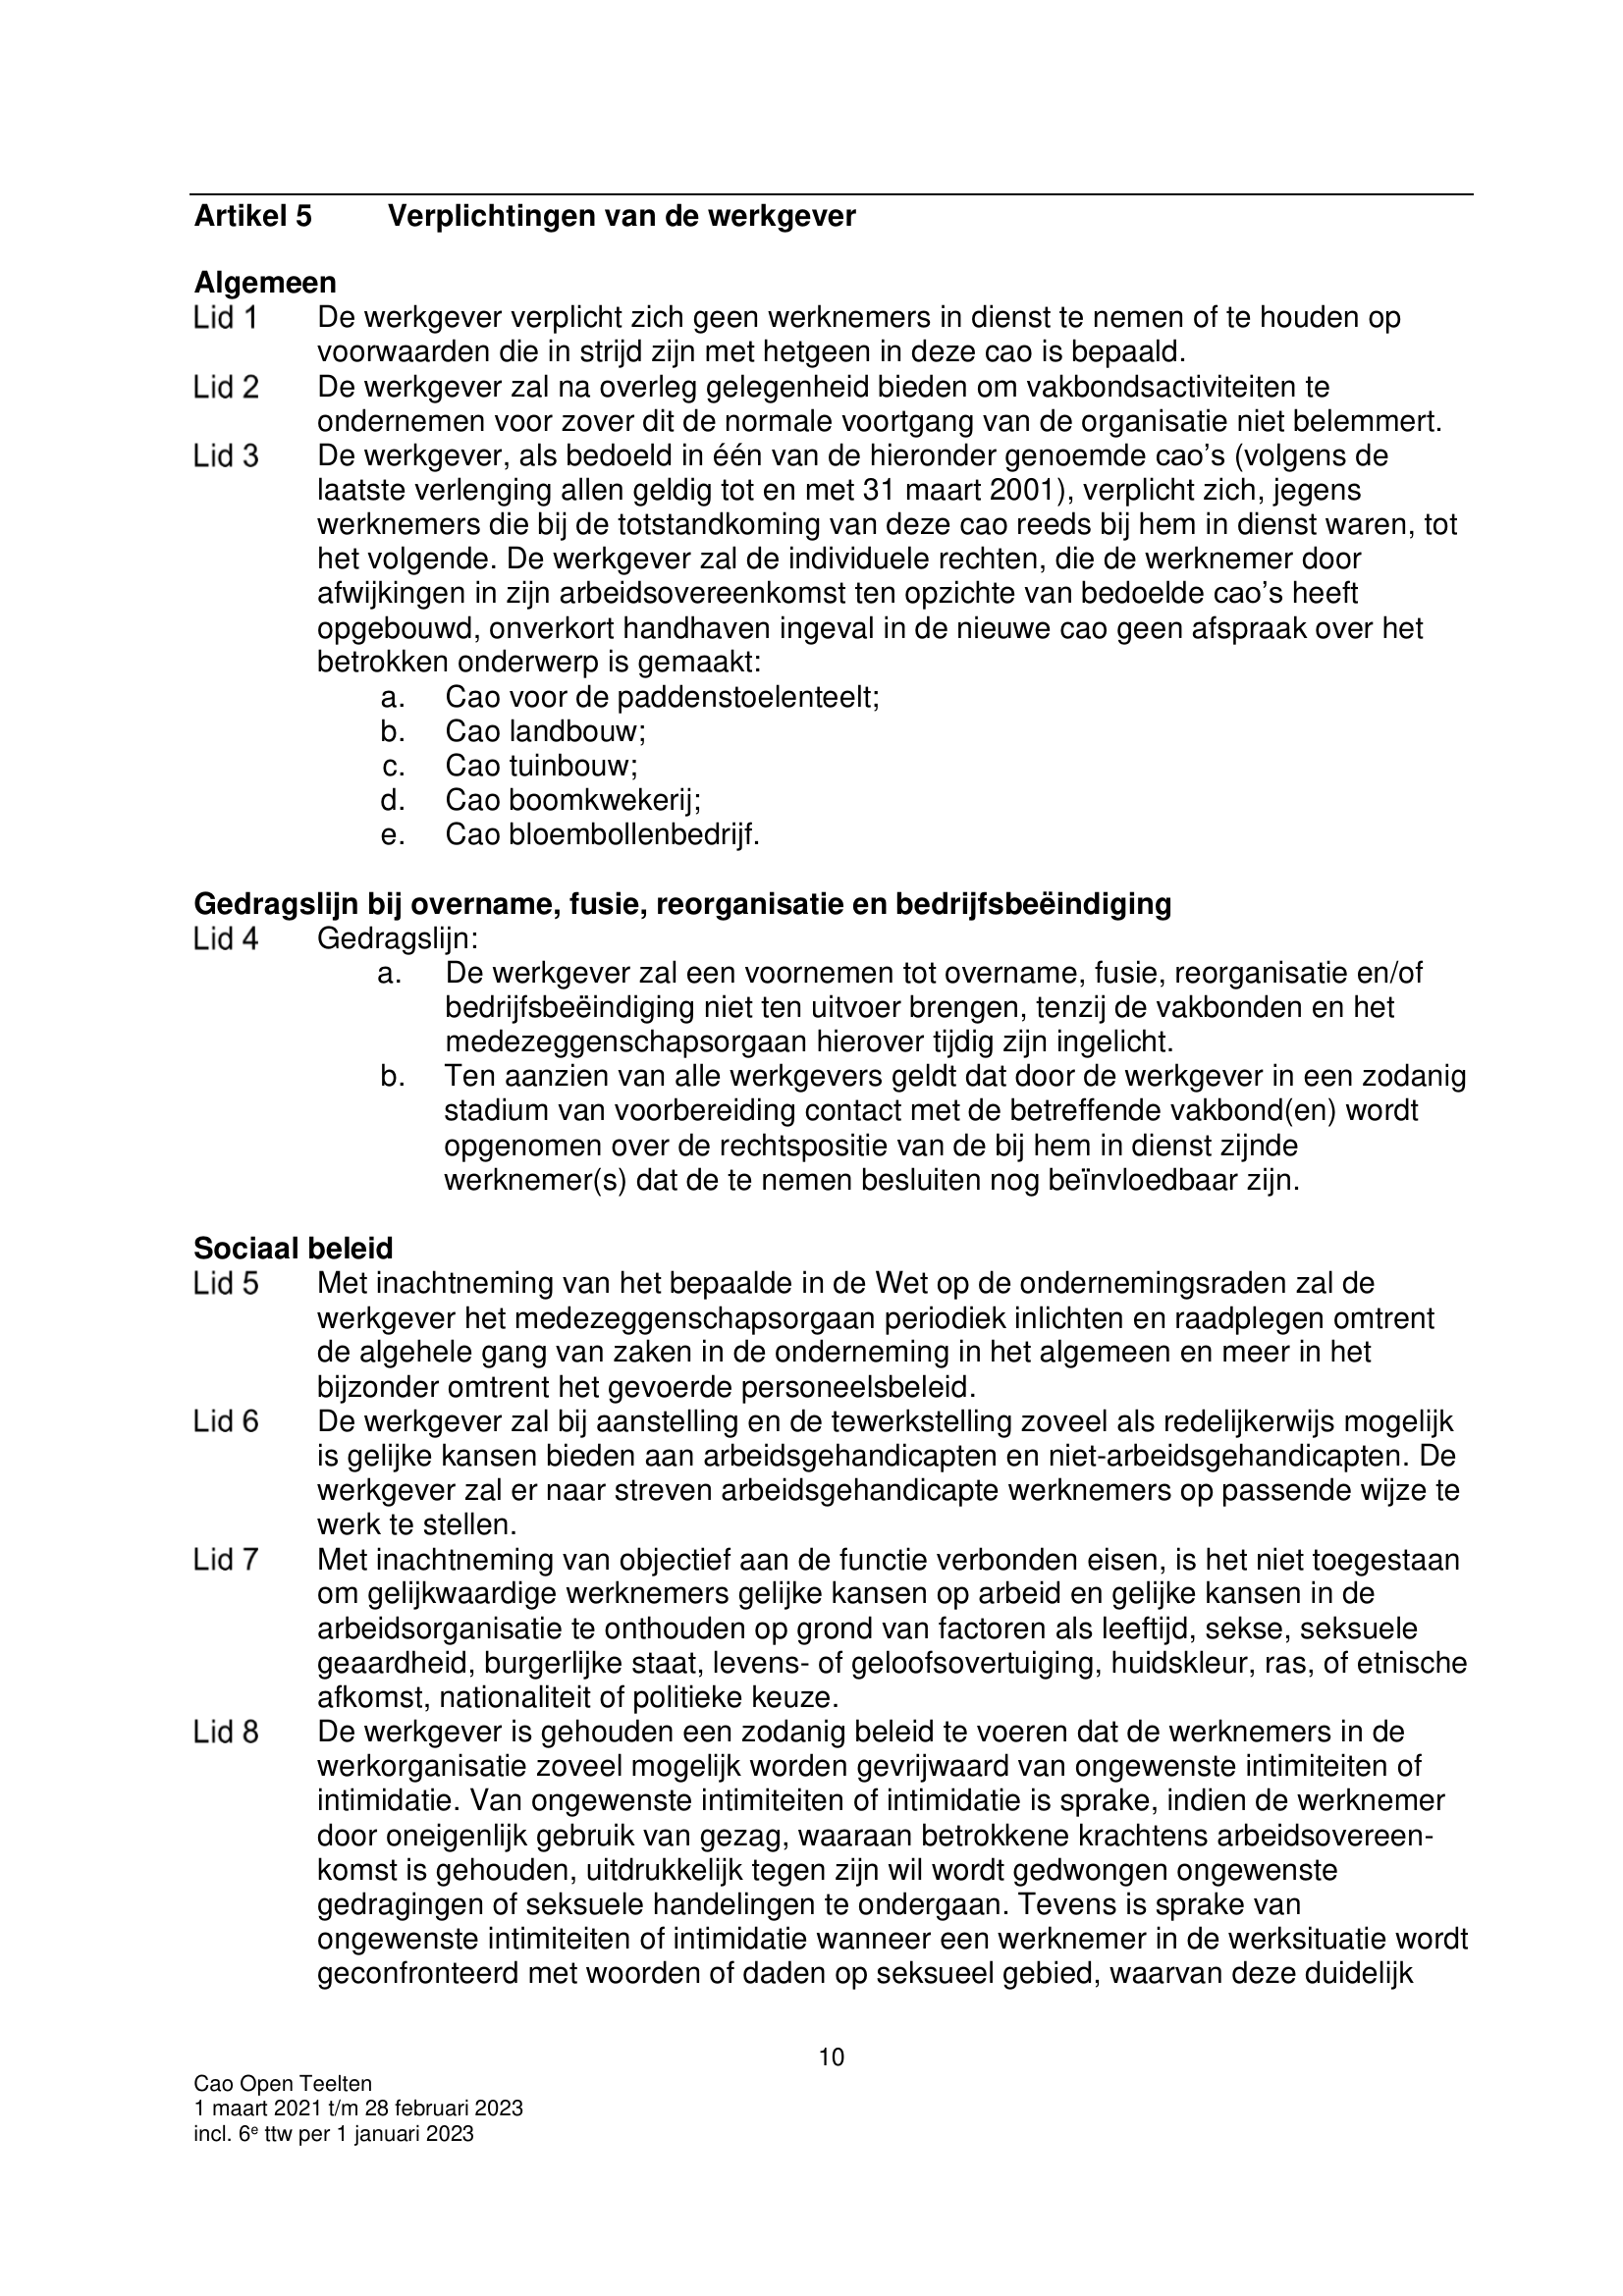 Artikel 5 Verplichtingen van de werkgever
Algemeen
Lid 1 De werkgever verplicht zich geen werknemers in dienst te nemen of te houden op
voorwaarden die in strijd zijn met hetgeen in deze cao is bepaald.
Lid 2 De werkgever zal na overleg gelegenheid bieden om vakbondsactiviteiten te
ondernemen voor zover dit de normale voortgang van de organisatie niet belemmert.
Lid 3 De werkgever, als bedoeld in één van de hieronder genoemde cao’s (volgens de
laatste verlenging allen geldig tot en met 31 maart 2001), verplicht zich, jegens
werknemers die bij de totstandkoming van deze cao reeds bij hem in dienst waren, tot
het volgende. De werkgever zal de individuele rechten, die de werknemer door
afwijkingen in zijn arbeidsovereenkomst ten opzichte van bedoelde cao’s heeft
opgebouwd, onverkort handhaven ingeval in de nieuwe cao geen afspraak over het
betrokken onderwerp is gemaakt:
a. Cao voor de paddenstoelenteelt;
b. Cao landbouw;
c. Cao tuinbouw;
d. Cao boomkwekerij;
e. Cao bloembollenbedrijf.
Gedragslijn bij overname, fusie, reorganisatie en bedrijfsbeëindiging
Lid 4 Gedragslijn:
a. De werkgever zal een voornemen tot overname, fusie, reorganisatie en/of
bedrijfsbeëindiging niet ten uitvoer brengen, tenzij de vakbonden en het
medezeggenschapsorgaan hierover tijdig zijn ingelicht.
b. Ten aanzien van alle werkgevers geldt dat door de werkgever in een zodanig
stadium van voorbereiding contact met de betreffende vakbond(en) wordt
opgenomen over de rechtspositie van de bij hem in dienst zijnde
werknemer(s) dat de te nemen besluiten nog beïnvloedbaar zijn.
Sociaal beleid
Lid 5 Met inachtneming van het bepaalde in de Wet op de ondernemingsraden zal de
werkgever het medezeggenschapsorgaan periodiek inlichten en raadplegen omtrent
de algehele gang van zaken in de onderneming in het algemeen en meer in het
bijzonder omtrent het gevoerde personeelsbeleid.
Lid 6 De werkgever zal bij aanstelling en de tewerkstelling zoveel als redelijkerwijs mogelijk
is gelijke kansen bieden aan arbeidsgehandicapten en niet-arbeidsgehandicapten. De
werkgever zal er naar streven arbeidsgehandicapte werknemers op passende wijze te
werk te stellen.
Lid 7 Met inachtneming van objectief aan de functie verbonden eisen, is het niet toegestaan
om gelijkwaardige werknemers gelijke kansen op arbeid en gelijke kansen in de
arbeidsorganisatie te onthouden op grond van factoren als leeftijd, sekse, seksuele
geaardheid, burgerlijke staat, levens- of geloofsovertuiging, huidskleur, ras, of etnische
afkomst, nationaliteit of politieke keuze.
Lid 8 De werkgever is gehouden een zodanig beleid te voeren dat de werknemers in de
werkorganisatie zoveel mogelijk worden gevrijwaard van ongewenste intimiteiten of
intimidatie. Van ongewenste intimiteiten of intimidatie is sprake, indien de werknemer
door oneigenlijk gebruik van gezag, waaraan betrokkene krachtens arbeidsovereen-
komst is gehouden, uitdrukkelijk tegen zijn wil wordt gedwongen ongewenste
gedragingen of seksuele handelingen te ondergaan. Tevens is sprake van
ongewenste intimiteiten of intimidatie wanneer een werknemer in de werksituatie wordt
geconfronteerd met woorden of daden op seksueel gebied, waarvan deze duidelijk
10
Cao Open Teelten
1 maart 2021 t/m 28 februari 2023
incl. 6e ttw per 1 januari 2023